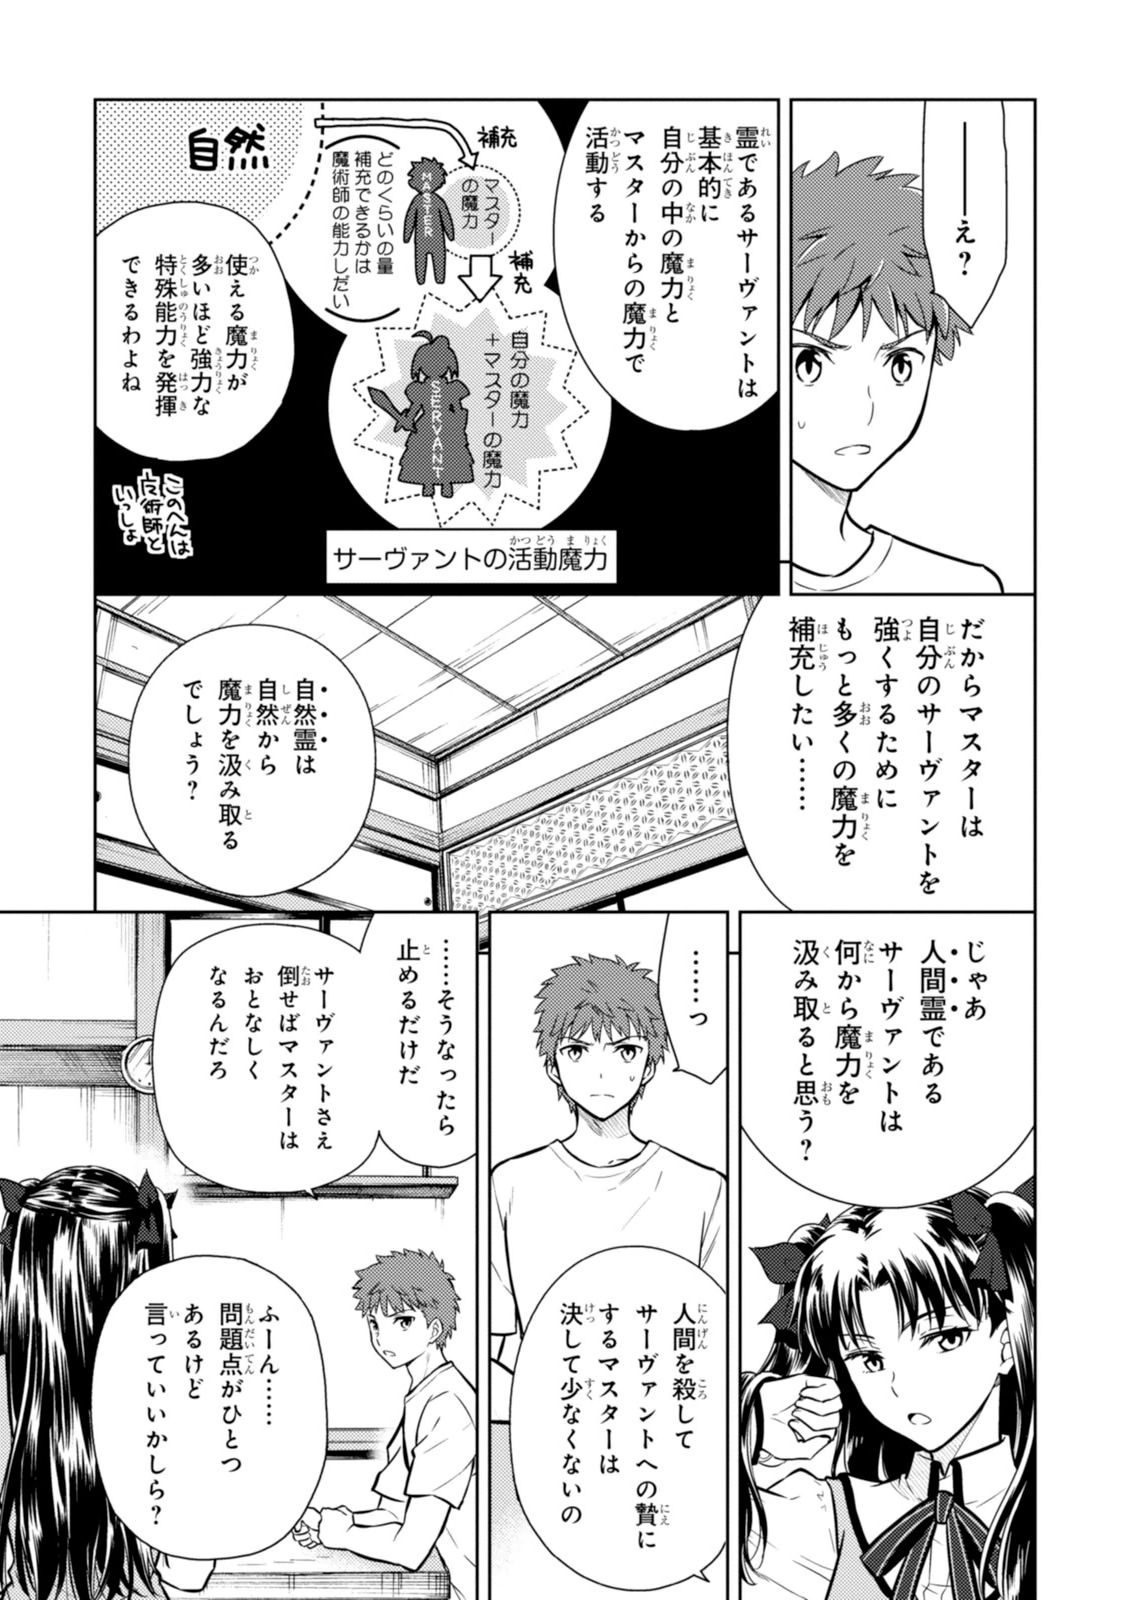 ――え？
霊であるサーヴァントは
基本的に
自分の中の魔力と
マスターからの魔力で
活動する
自然
補充
マスター
の魔力
MASTER
どのくらいの量
補充できるかは
魔術師の能力しだい
補充
自分の魔力
＋マスターの魔力
SERVANT
サーヴァントの活動魔力
使える魔力が
多いほど強力な
特殊能力を発揮
できるわよね
このへんは
魔術師と
いっしょ
だからマスターは
自分のサーヴァントを
強くするために
もっと多くの魔力を
補充したい……
自然霊は
自然から
魔力を汲み取る
でしょう？
じゃあ
人間霊である
サーヴァントは
何から魔力を
汲み取ると思う？
……っ
人間を殺して
サーヴァントへの贄に
するマスターは
決して少なくないの
……そうなったら
止めるだけだ
サーヴァントさえ
倒せばマスターは
おとなしく
なるんだろ
ふーん……
問題点がひとつ
あるけど
言っていいかしら？